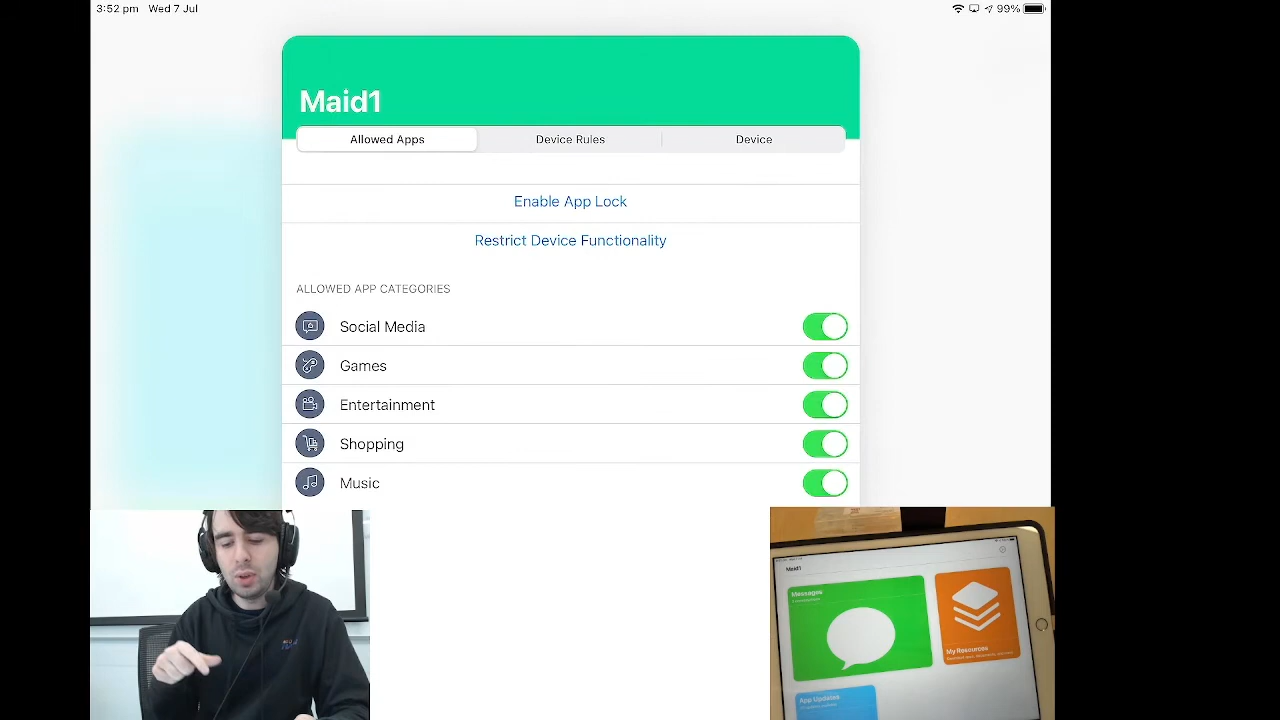 3:52 pm Wed 7 Jul
99%
Maid1
Allowed Apps Device Rules Device
Enable App Lock
Restrict Device Functionality
ALLOWED APP CATEGORIES
Social Media
Games
Entertainment
Shopping
Music
Maid1
Messages
My Resources
App Updates